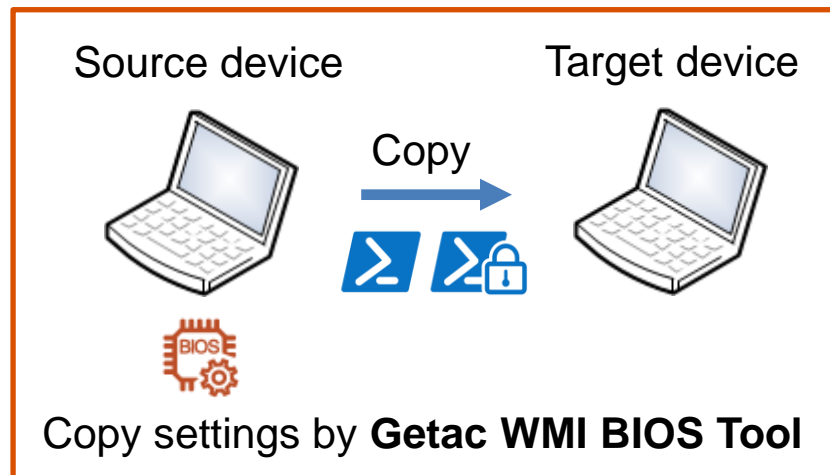 Source device
Target device
Copy
BIOS
Copy settings by Getac WMI BIOS Tool